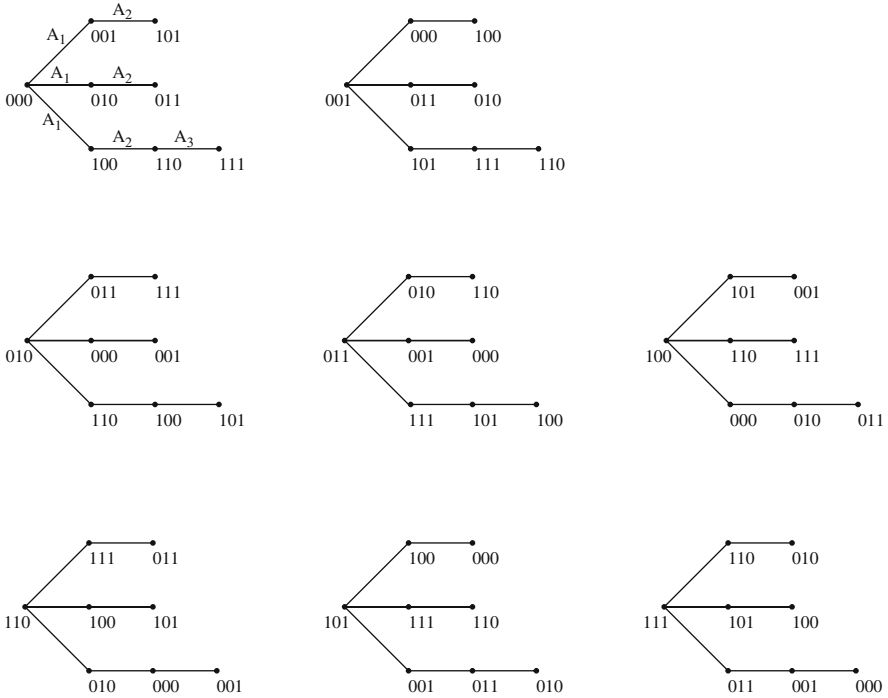 A₂
A₁ 001 101 000 100
A₁ A₂
000 010 011 001 011 010
A₁
A₂ A₃
100 110 111 101 111 110
011 111 010 110 101 001
010 000 001 011 001 000 100 110 111
110 100 101 111 101 100 000 010 011
111 011 100 000 110 010
110 100 101 101 111 110 111 101 100
010 000 001 001 011 010 011 001 000